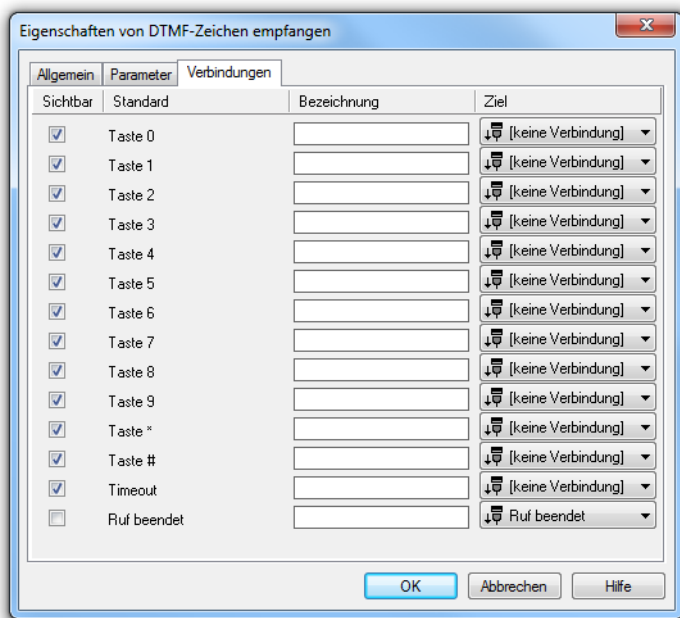 Eigenschaften von DTMF-Zeichen empfangen
Allgemein Parameter Verbindungen
Sichtbar Standard Bezeichnung Ziel
Taste 0 [keine Verbindung]
Taste 1 [keine Verbindung]
Taste 2 [keine Verbindung]
Taste 3 [keine Verbindung]
Taste 4 [keine Verbindung]
Taste 5 [keine Verbindung]
Taste 6 [keine Verbindung]
Taste 7 [keine Verbindung]
Taste 8 [keine Verbindung]
Taste 9 [keine Verbindung]
Taste * [keine Verbindung]
Taste # [keine Verbindung]
Timeout [keine Verbindung]
Ruf beendet Ruf beendet
OK Abbrechen Hilfe